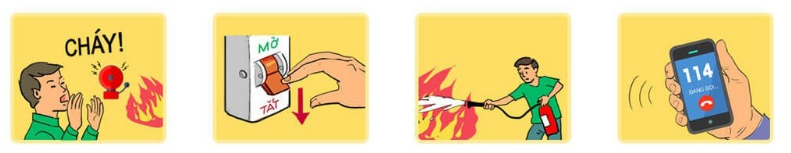 CHÁY!
MỞ
TẮT
114
ĐANG GỌI...